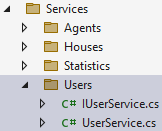 Services
Agents
Houses
Statistics
Users
C# IUserService.cs
C# UserService.cs